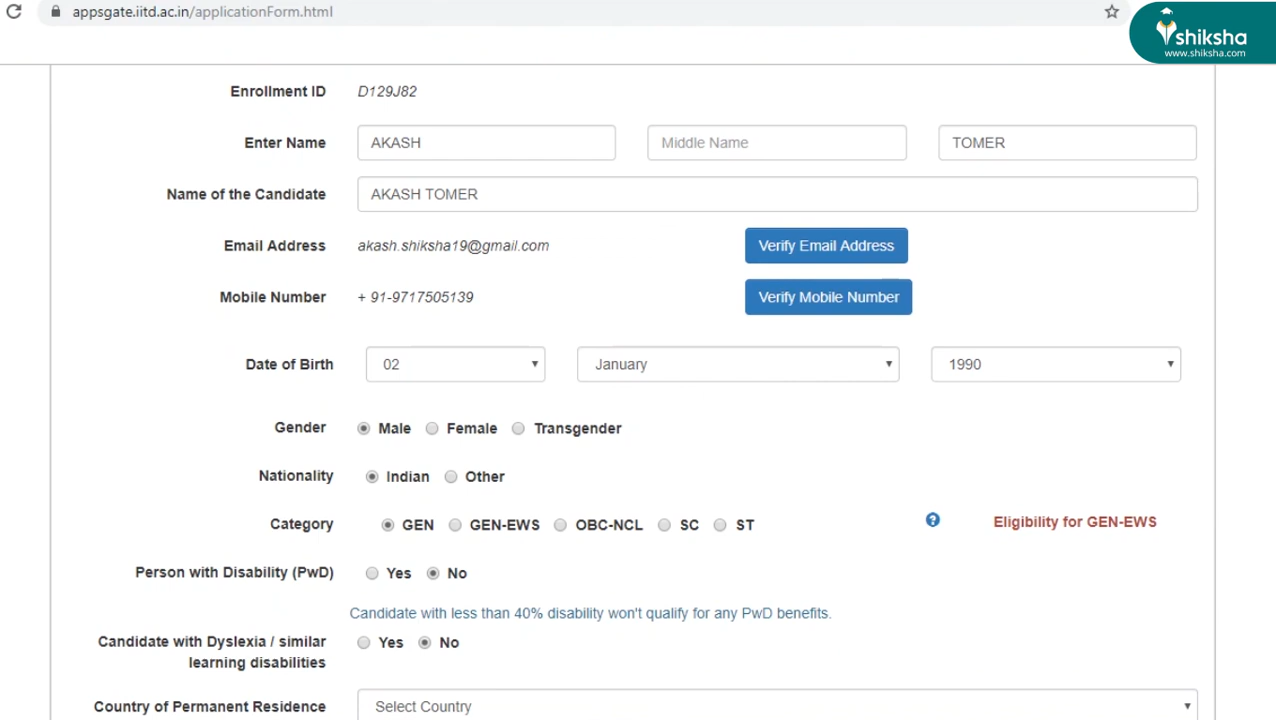 appsgate.iitd.ac.in/applicationForm.html
shiksha
www.shiksha.com
Enrollment ID D129J82
Enter Name AKASH Middle Name TOMER
Name of the Candidate AKASH TOMER
Email Address akash.shiksha19@gmail.com Verify Email Address
Mobile Number + 91-9717505139 Verify Mobile Number
Date of Birth 02 January 1990
Gender Male Female Transgender
Nationality Indian Other
Category GEN GEN-EWS OBC-NCL SC ST ? Eligibility for GEN-EWS
Person with Disability (PwD) Yes No
Candidate with less than 40% disability won't qualify for any PwD benefits.
Candidate with Dyslexia / similar
learning disabilities Yes No
Country of Permanent Residence Select Country